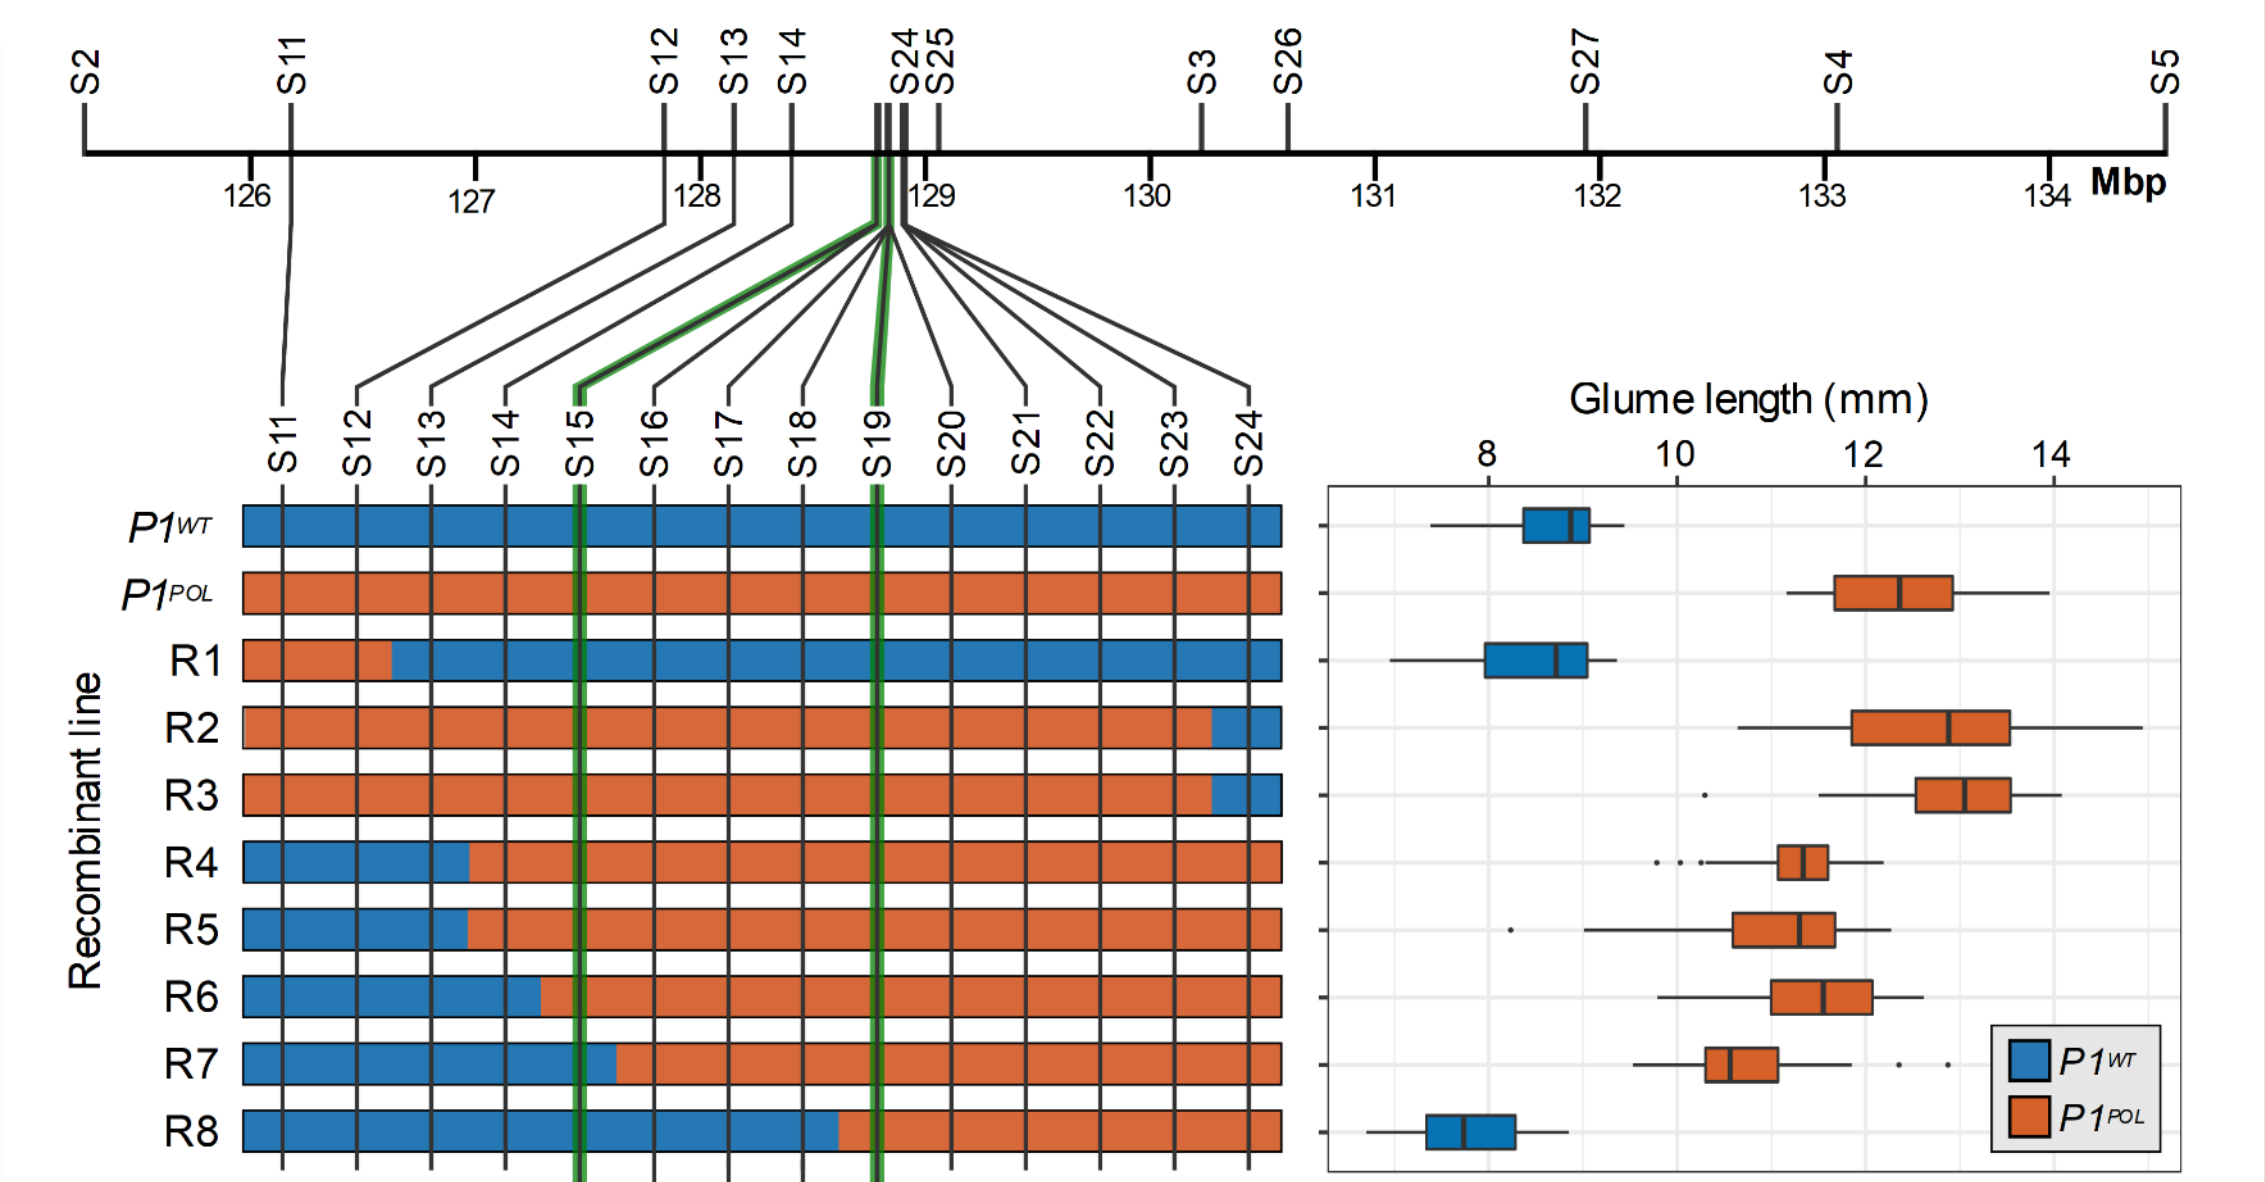 S2 S11 S12 S13 S14 S24 S25 S3 S26 S27 S4 S5
126 127 128 129 130 131 132 133 134 Mbp
Glume length (mm)
S11 S12 S13 S14 S15 S16 S17 S18 S19 S20 S21 S22 S23 S24
8 10 12 14
P1WT
P1POL
Recombinant line
R1
R2
R3
R4
R5
R6
R7
R8
P1WT
P1POL